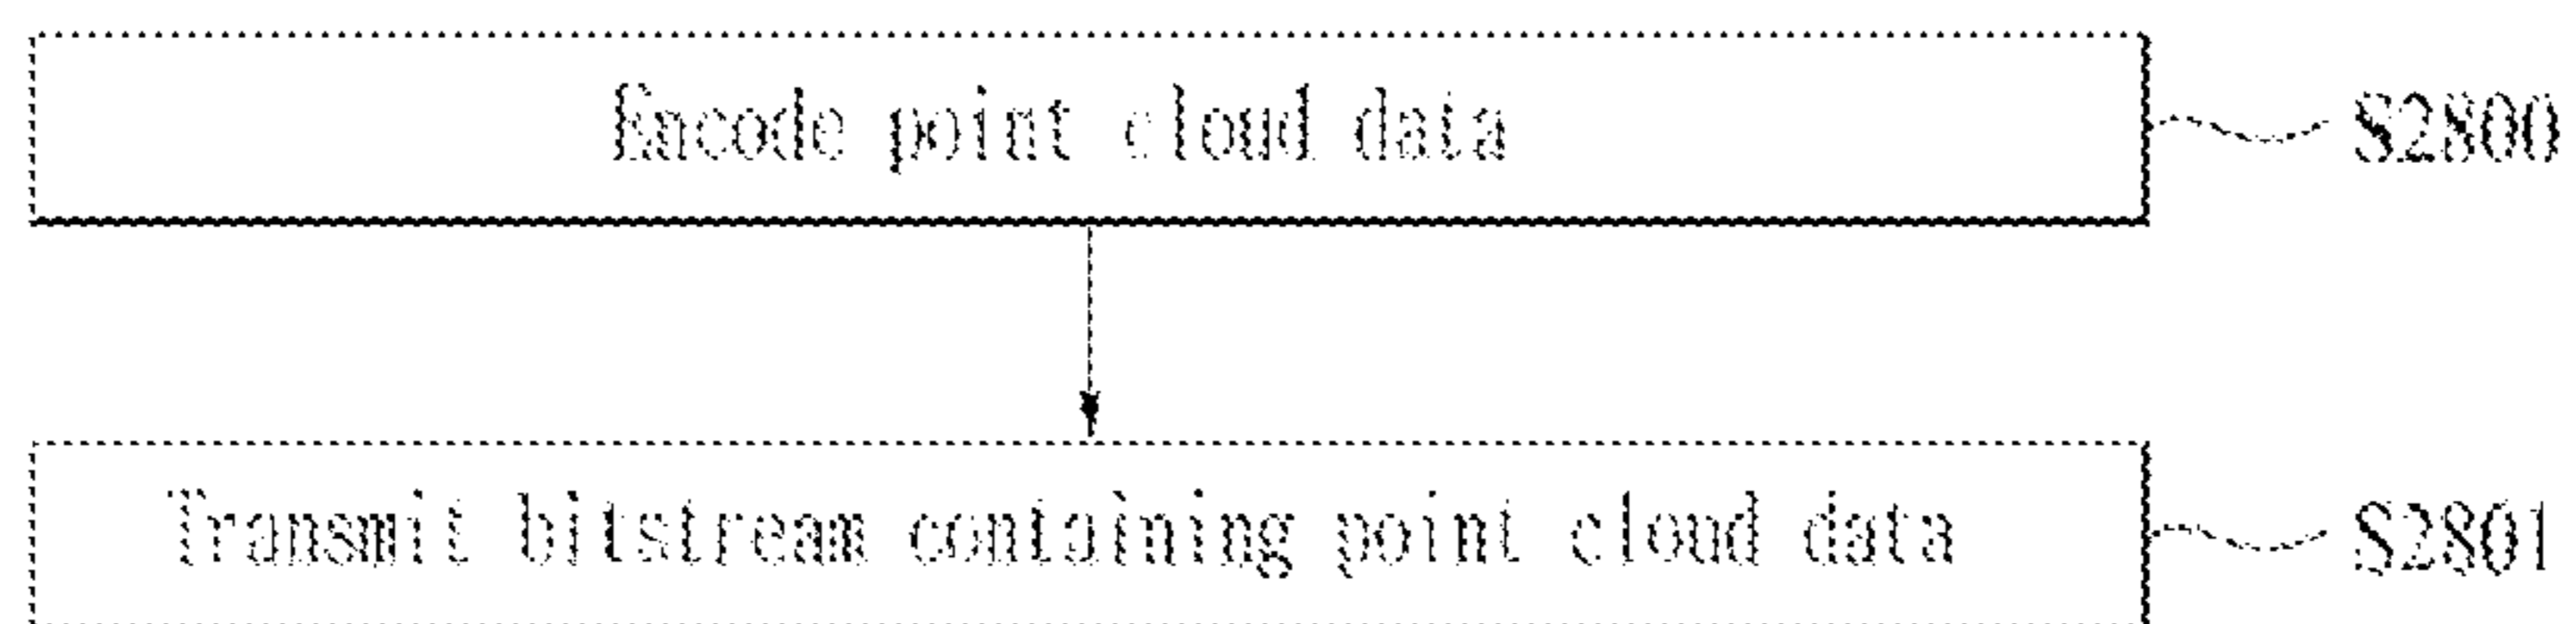 Encode point cloud data
S2800
Transmit bitstream containing point cloud data
S2801